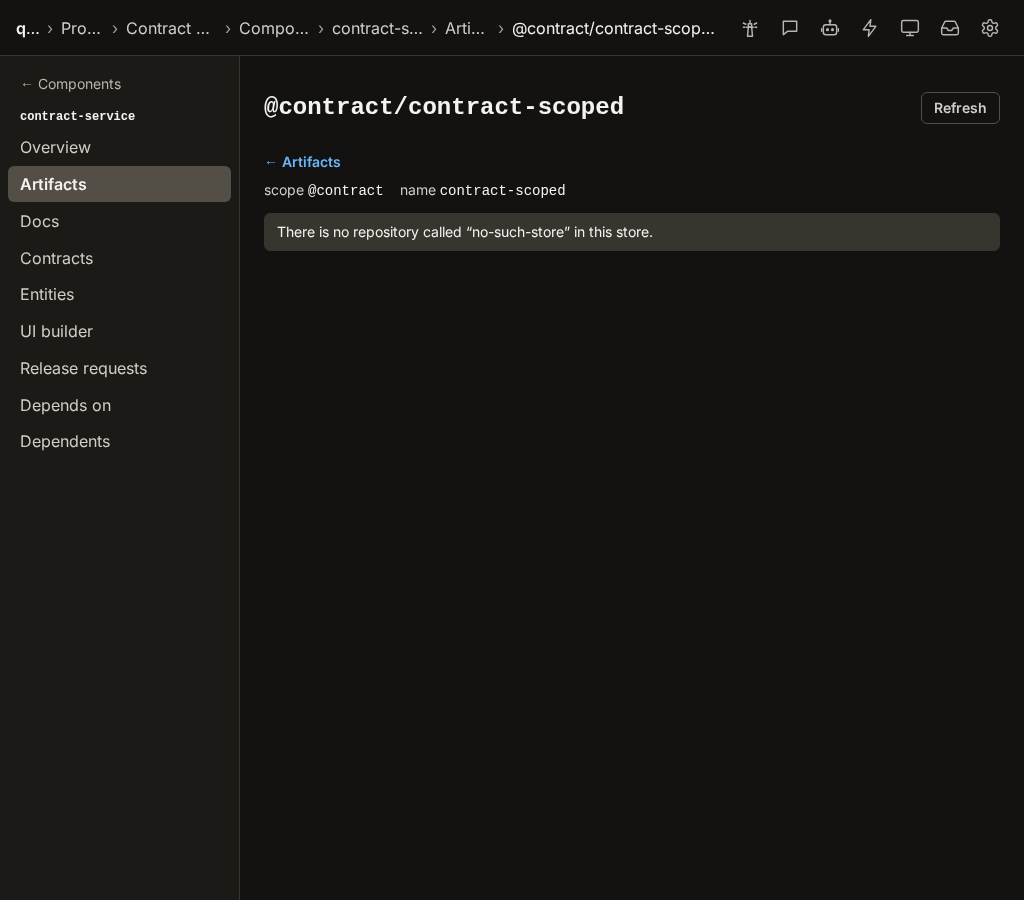 q... › Pro... › Contract ... › Compo... › contract-s... › Arti... › @contract/contract-scop...
← Components
contract-service
Overview
Artifacts
Docs
Contracts
Entities
UI builder
Release requests
Depends on
Dependents
@contract/contract-scoped
Refresh
← Artifacts
scope @contract name contract-scoped
There is no repository called “no-such-store” in this store.